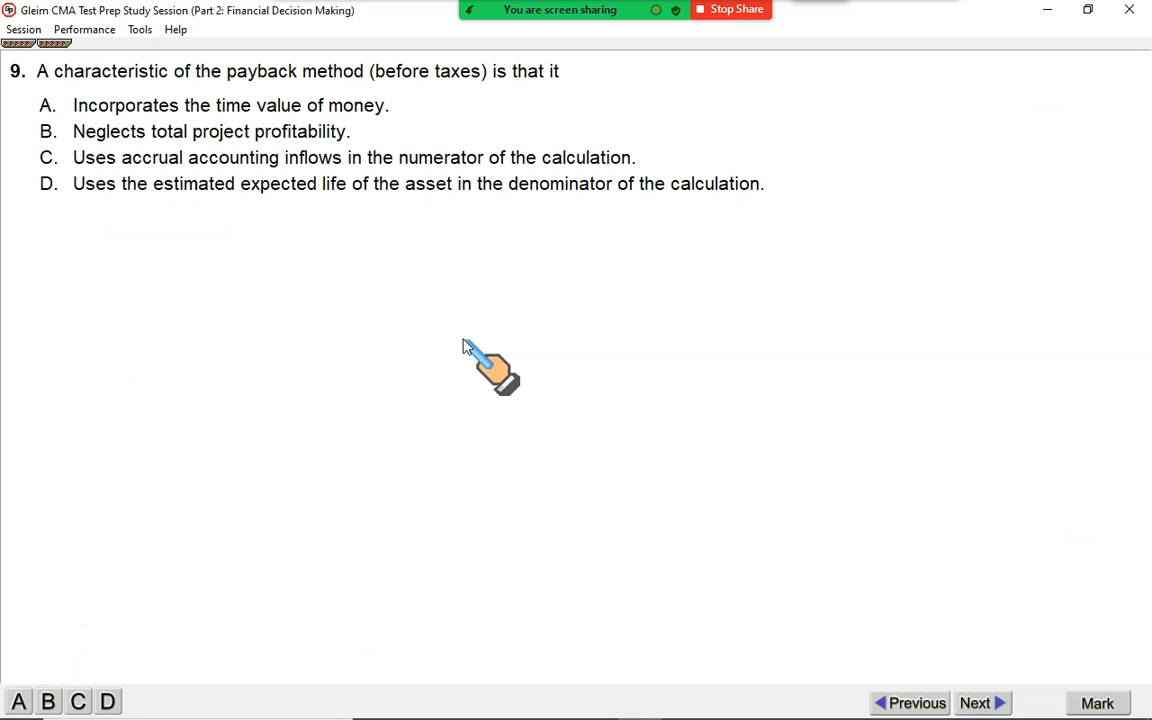 Gleim CMA Test Prep Study Session (Part 2: Financial Decision Making)
You are screen sharing
Stop Share
Session Performance Tools Help
9. A characteristic of the payback method (before taxes) is that it
A. Incorporates the time value of money.
B. Neglects total project profitability.
C. Uses accrual accounting inflows in the numerator of the calculation.
D. Uses the estimated expected life of the asset in the denominator of the calculation.
A B C D
Previous Next Mark